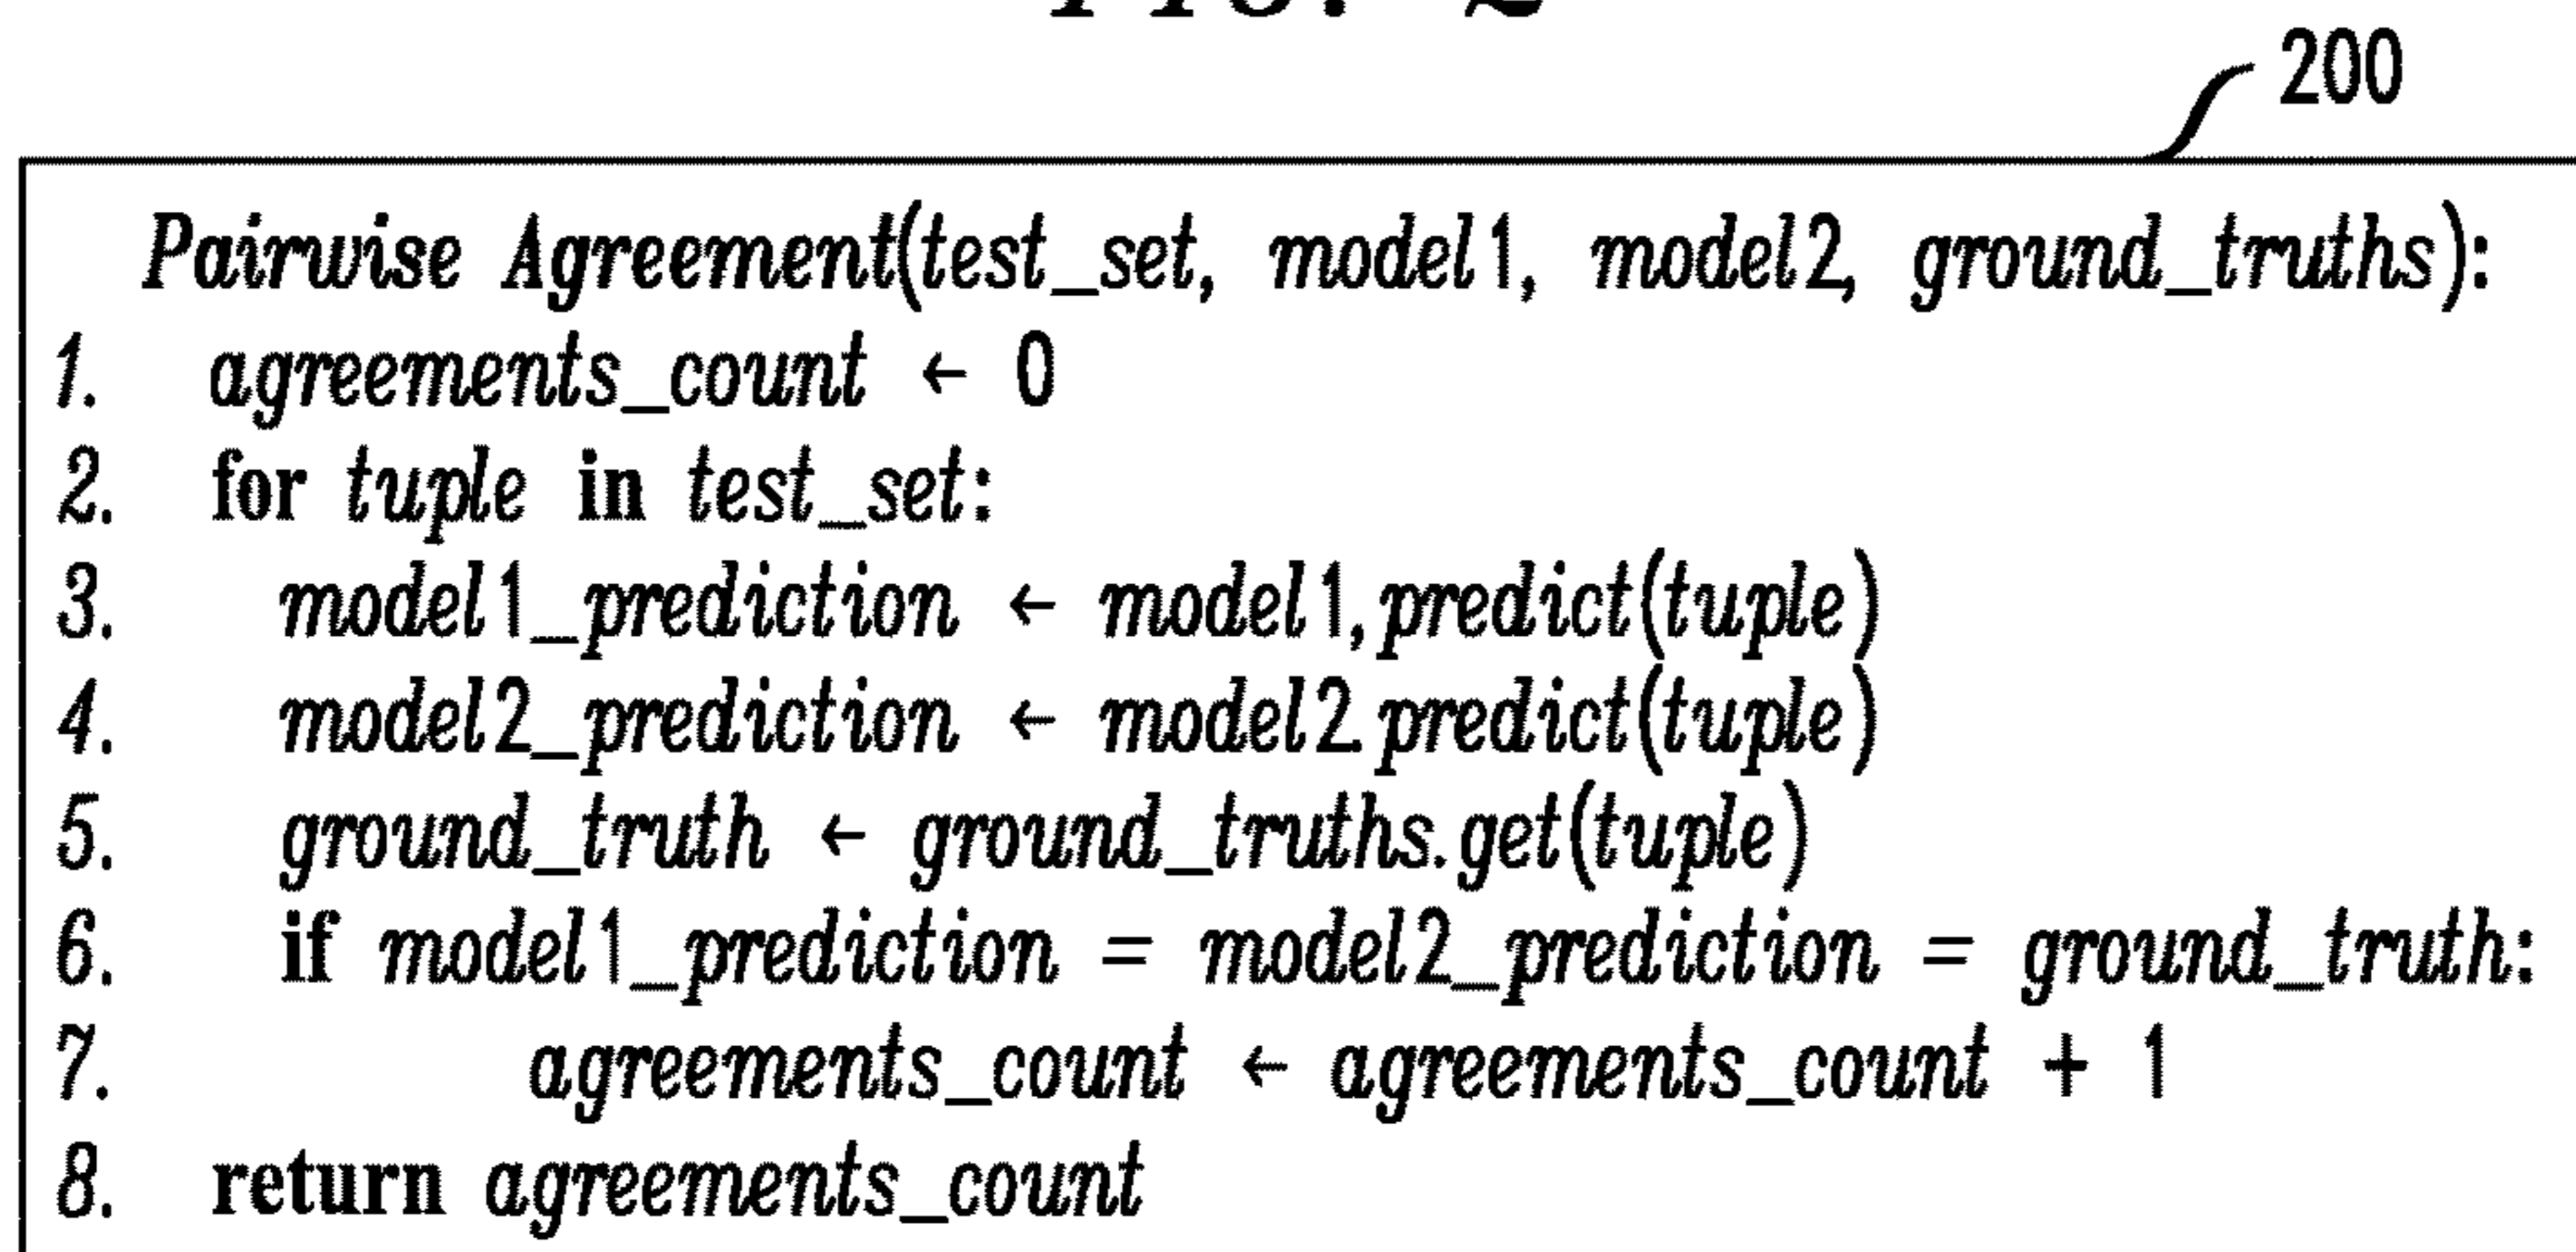 FIG. 2
200
Pairwise Agreement(test_set, model1, model2, ground_truths):
1. agreements_count ← 0
2. for tuple in test_set:
3. model1_prediction ← model1,predict(tuple)
4. model2_prediction ← model2.predict(tuple)
5. ground_truth ← ground_truths.get(tuple)
6. if model1_prediction = model2_prediction = ground_truth:
7. agreements_count ← agreements_count + 1
8. return agreements_count